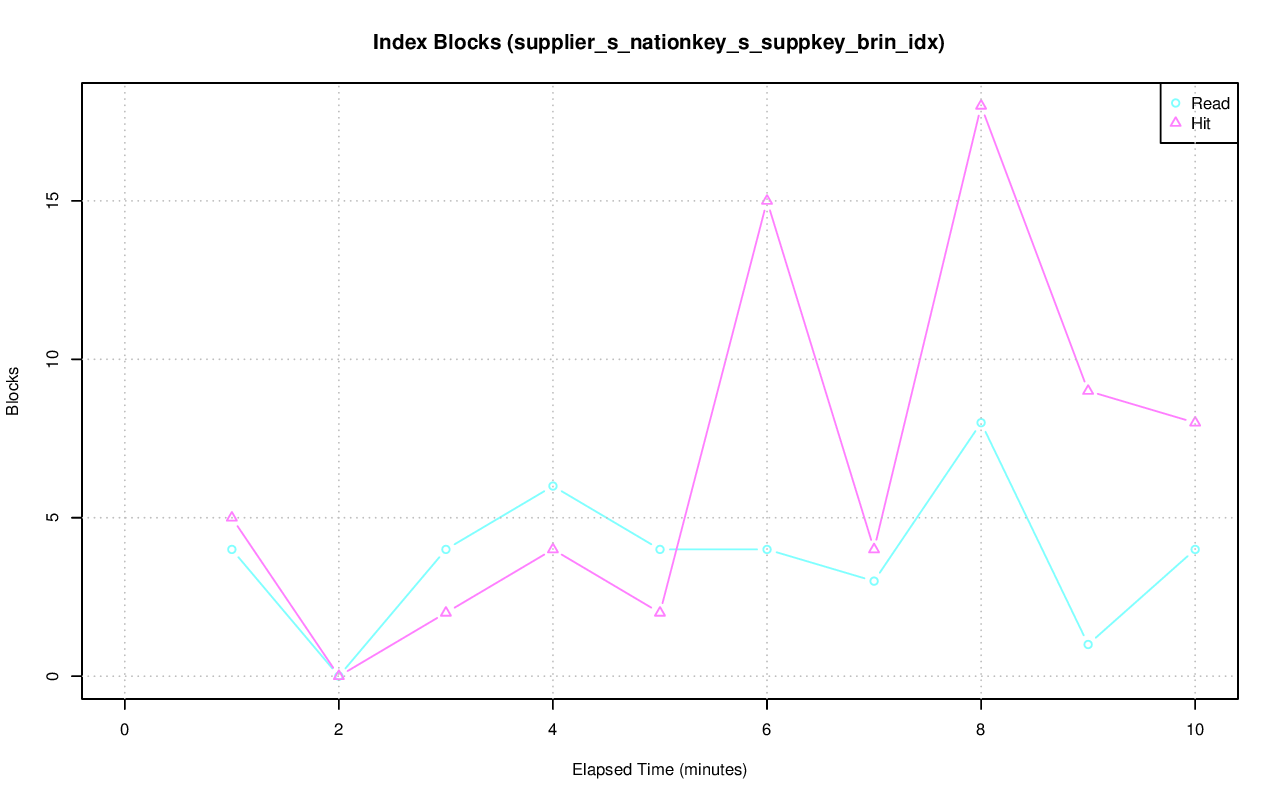 Index Blocks (supplier_s_nationkey_s_suppkey_brin_idx)
Read
Hit
15
10
5
0
Blocks
0 2 4 6 8 10
Elapsed Time (minutes)